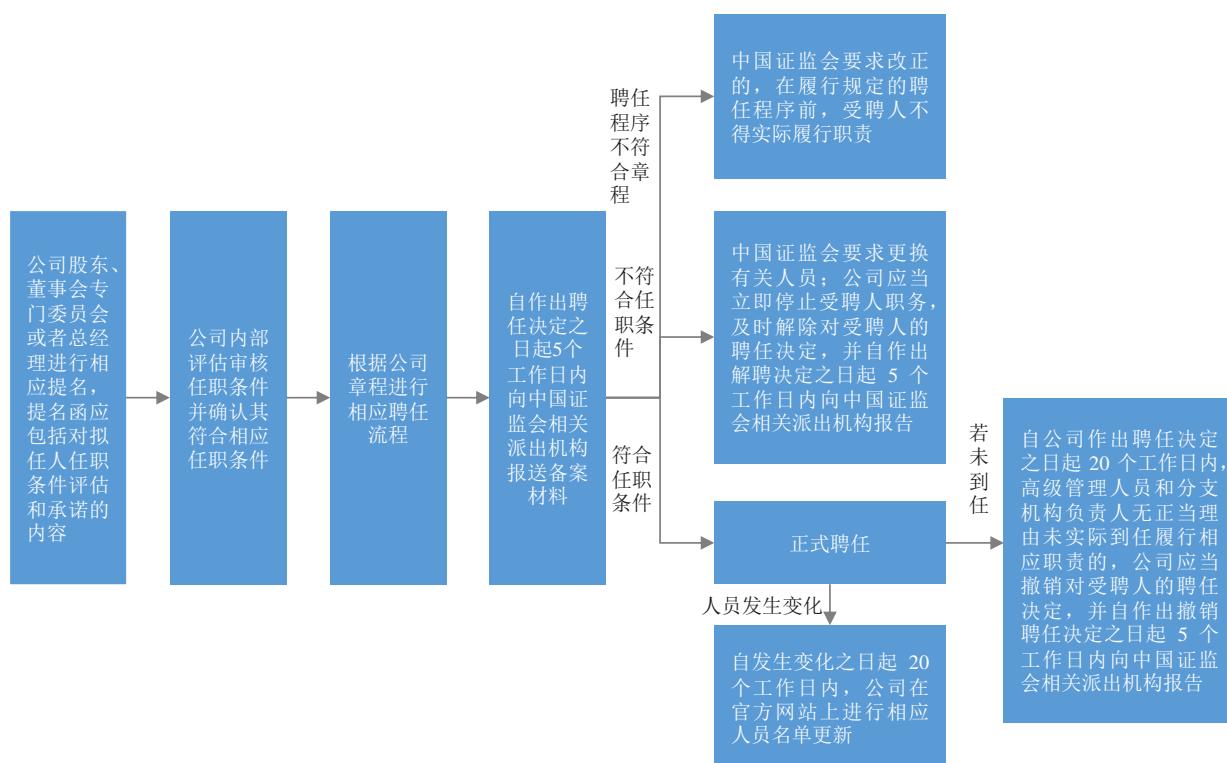 公司股东、
董事会专
门委员会
或者总经
理进行相
应提名，
提名函应
包括对拟
任人任职
条件评估
和承诺的
内容
公司内部
评估审核
任职条件
并确认其
符合相应
任职条件
根据公司
章程进行
相应聘任
流程
自作出聘
任决定之
日起5个
工作日内
向中国证
监会相关
派出机构
报送备案
材料
聘任
程序
不符
合章
程
中国证监会要求改正
的，在履行规定的聘
任程序前，受聘人不
得实际履行职责
不符
合任
职条
件
中国证监会要求更换
有关人员；公司应当
立即停止受聘人职务，
及时解除对受聘人的
聘任决定，并自作出
解聘决定之日起 5 个
工作日内向中国证监
会相关派出机构报告
符合
任职
条件
正式聘任
人员发生变化
自发生变化之日起 20
个工作日内，公司在
官方网站上进行相应
人员名单更新
若
未
到
任
自公司作出聘任决定
之日起 20 个工作日内，
高级管理人员和分支
机构负责人无正当理
由未实际到任履行相
应职责的，公司应当
撤销对受聘人的聘任
决定，并自作出撤销
聘任决定之日起 5 个
工作日内向中国证监
会相关派出机构报告